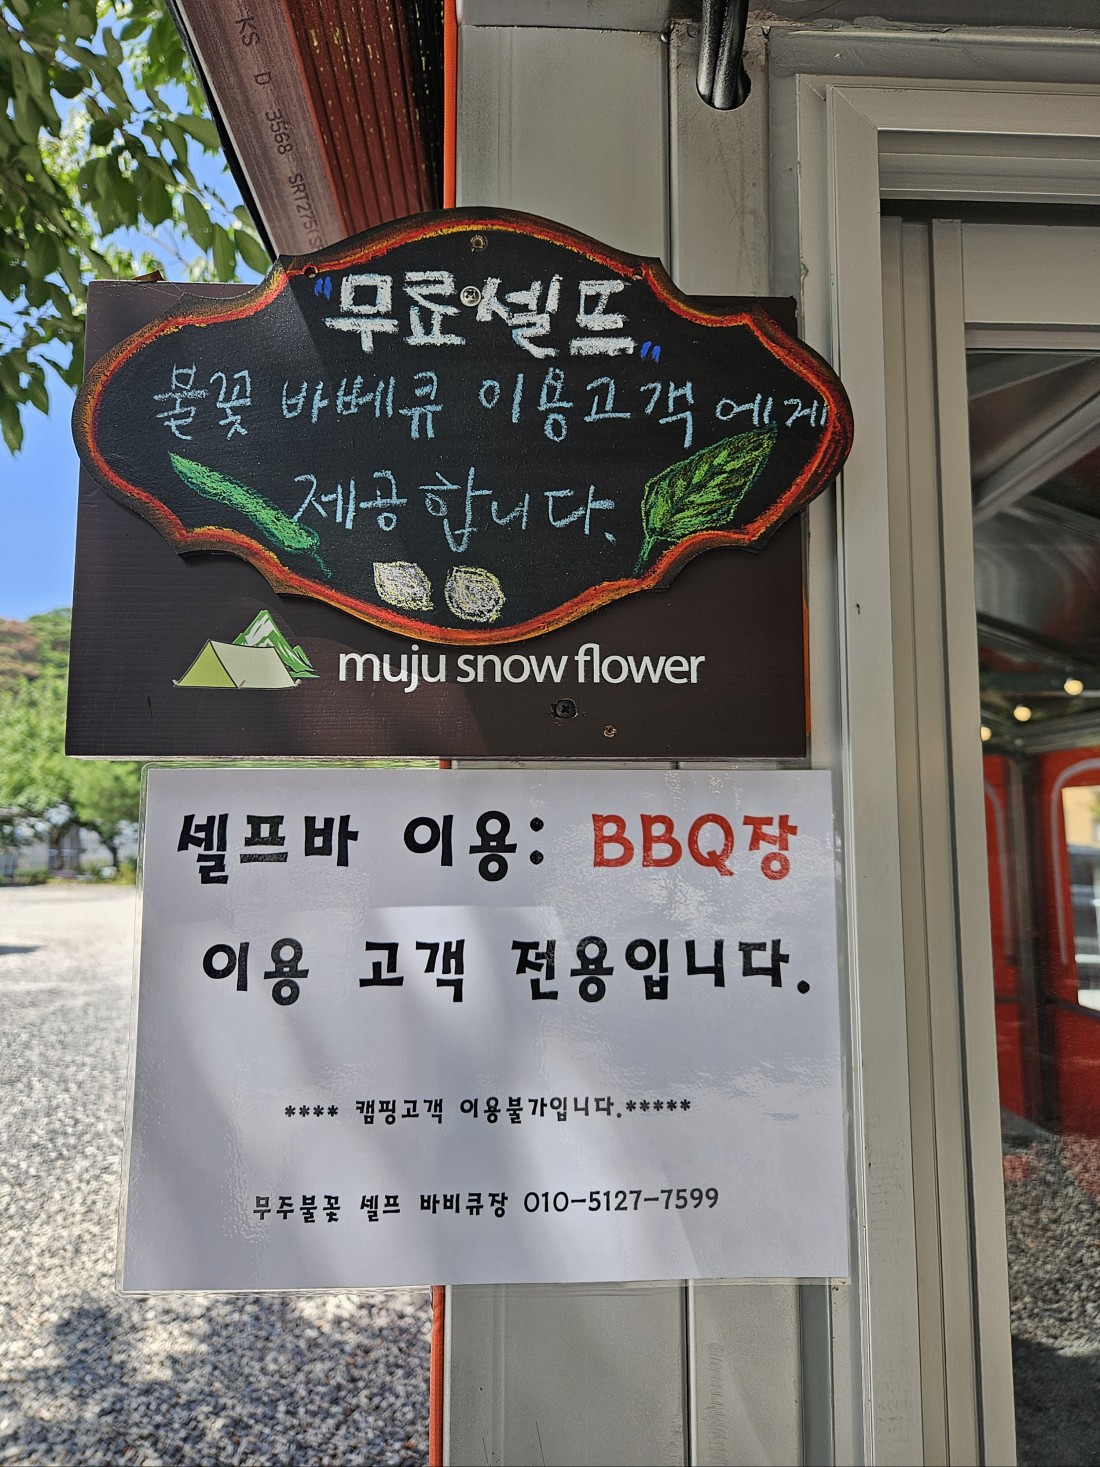 KS D 3568 SRT275
"무료셀프"
불꽃 바베큐 이용고객에게
제공합니다.
muju snow flower
셀프바 이용: BBQ장
이용 고객 전용입니다.
**** 캠핑고객 이용불가입니다.*****
무주불꽃 셀프 바비큐장 010-5127-7599